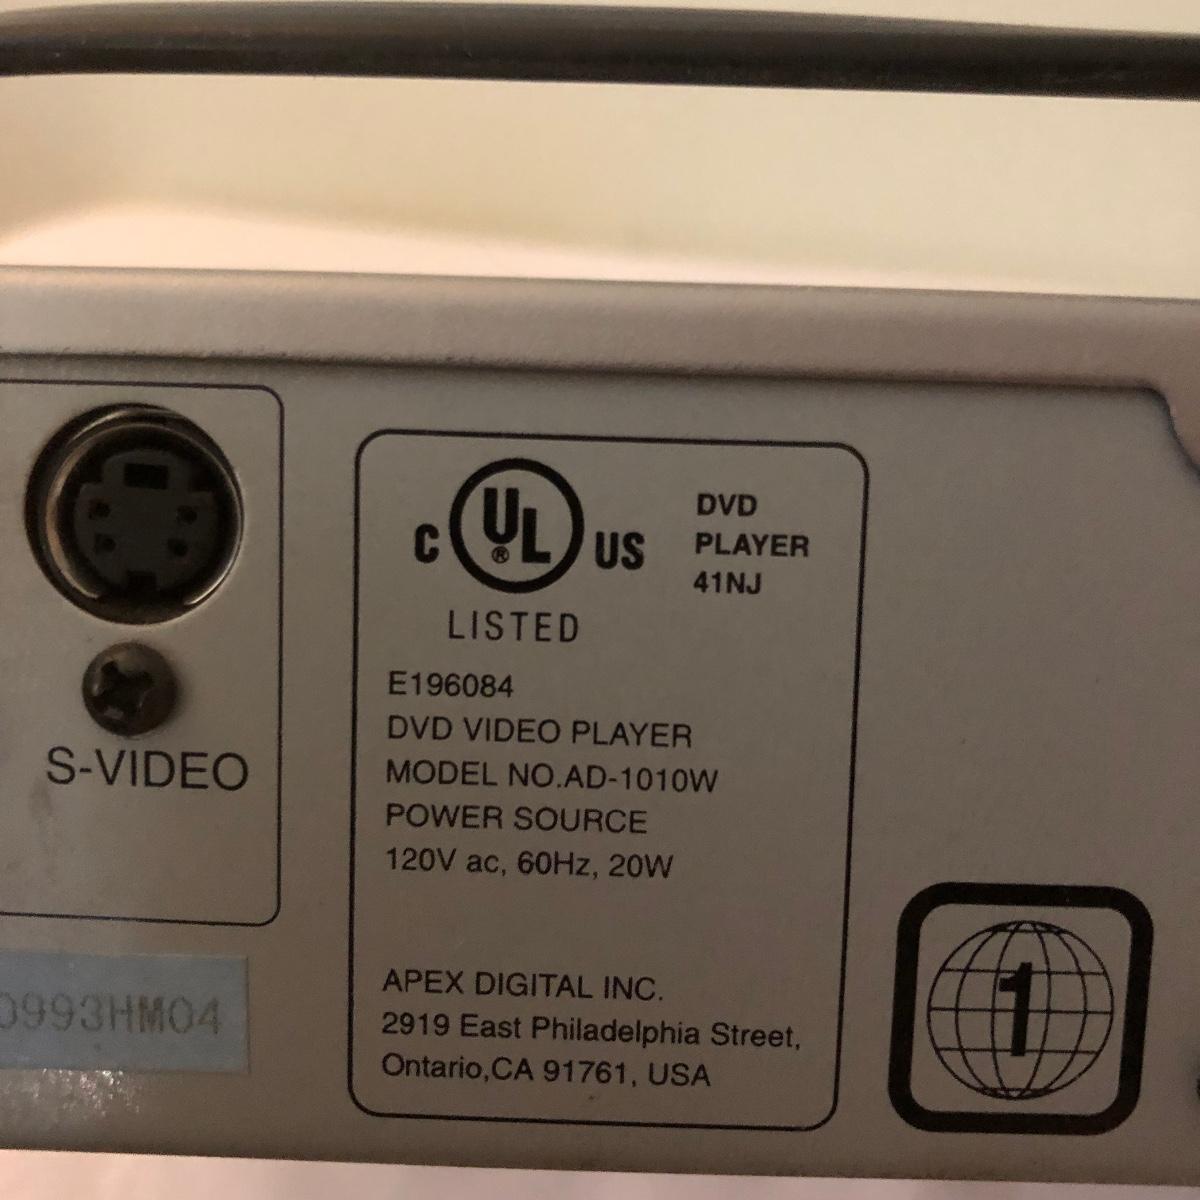 C UL® US
LISTED
DVD
PLAYER
41NJ
E196084
DVD VIDEO PLAYER
MODEL NO.AD-1010W
POWER SOURCE
120V ac, 60Hz, 20W
APEX DIGITAL INC.
2919 East Philadelphia Street,
Ontario,CA 91761, USA
S-VIDEO
0993HM04
1